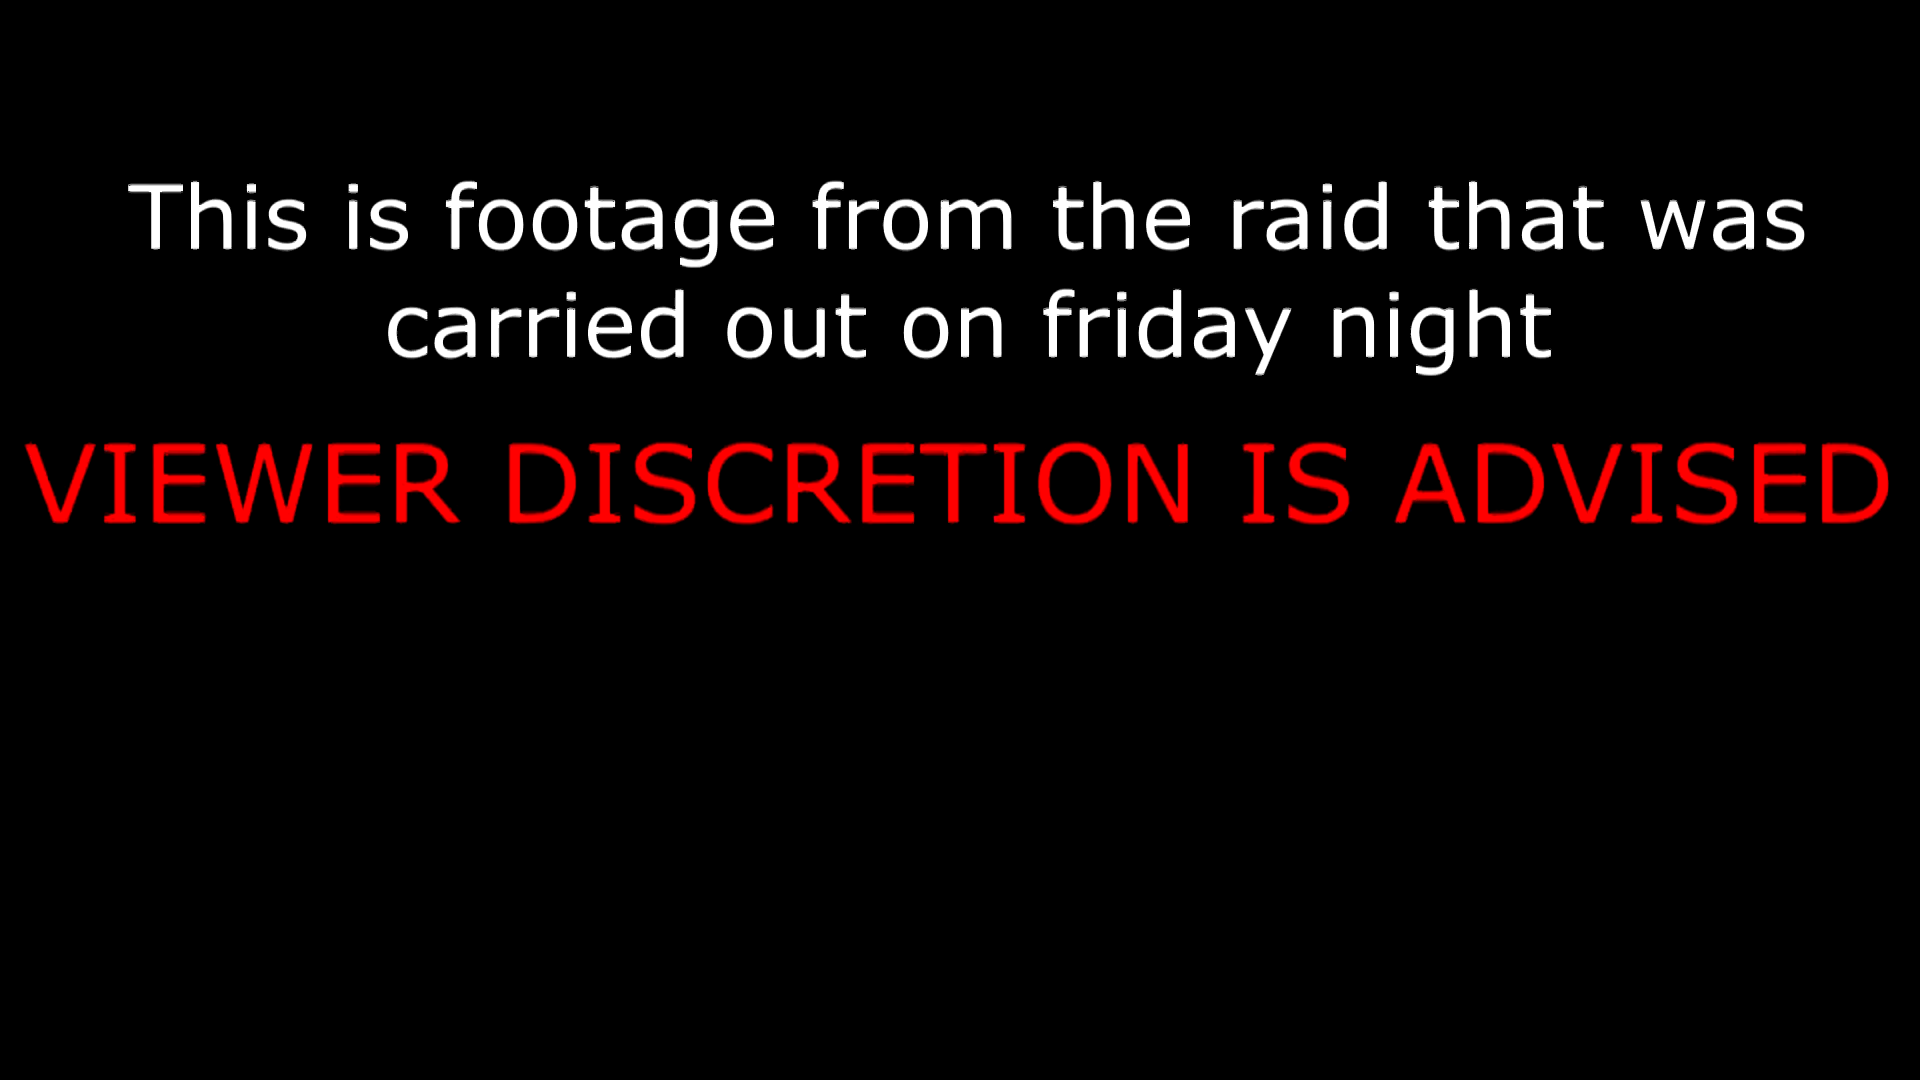 This is footage from the raid that was
carried out on friday night
VIEWER DISCRETION IS ADVISED